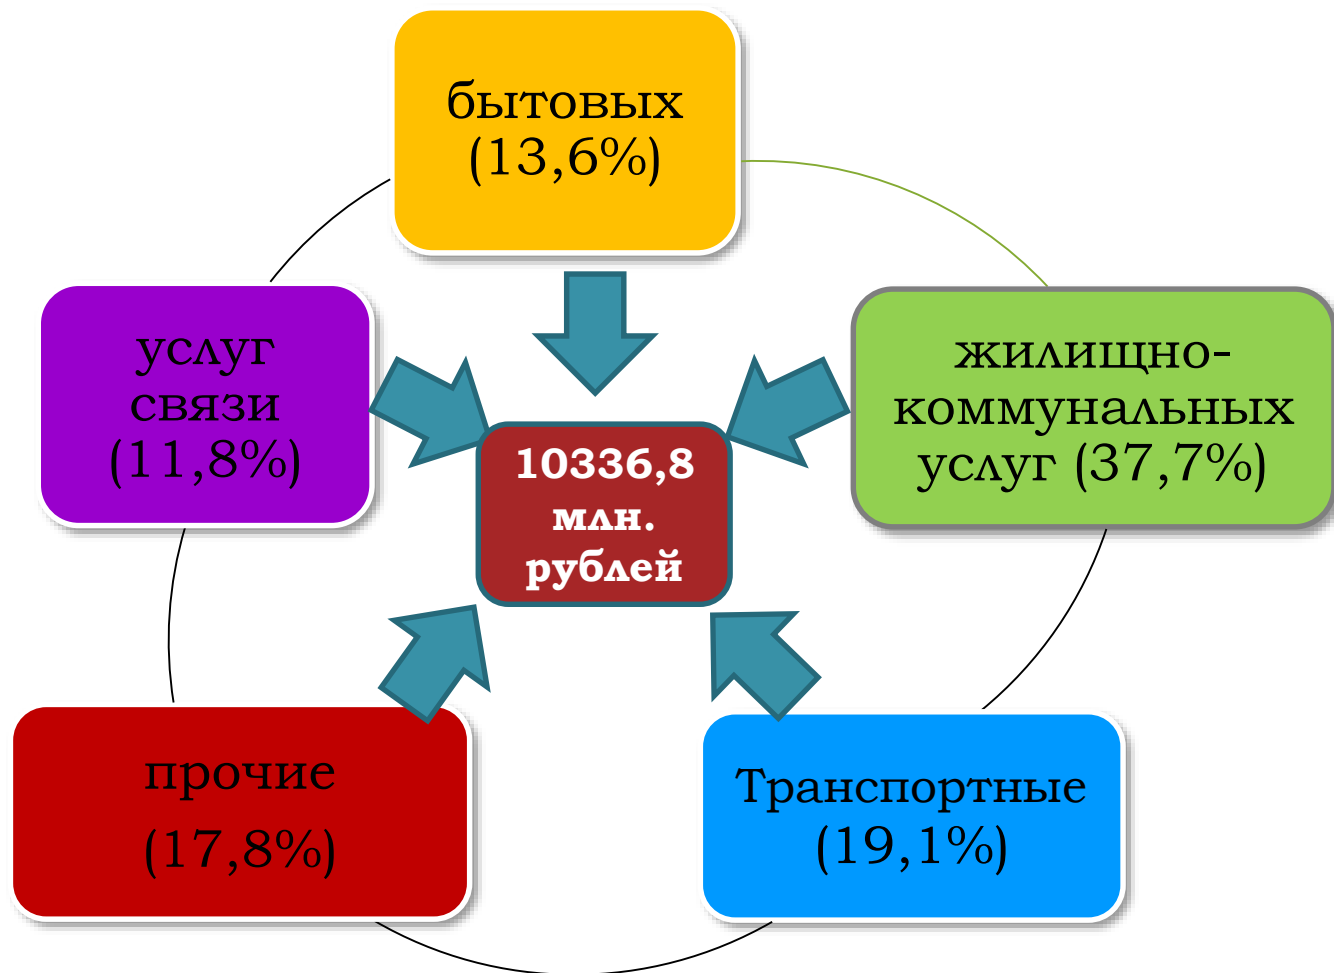 бытовых
(13,6%)
услуг
связи
(11,8%)
жилищно-
коммунальных
услуг (37,7%)
10336,8
млн.
рублей
прочие
(17,8%)
Транспортные
(19,1%)